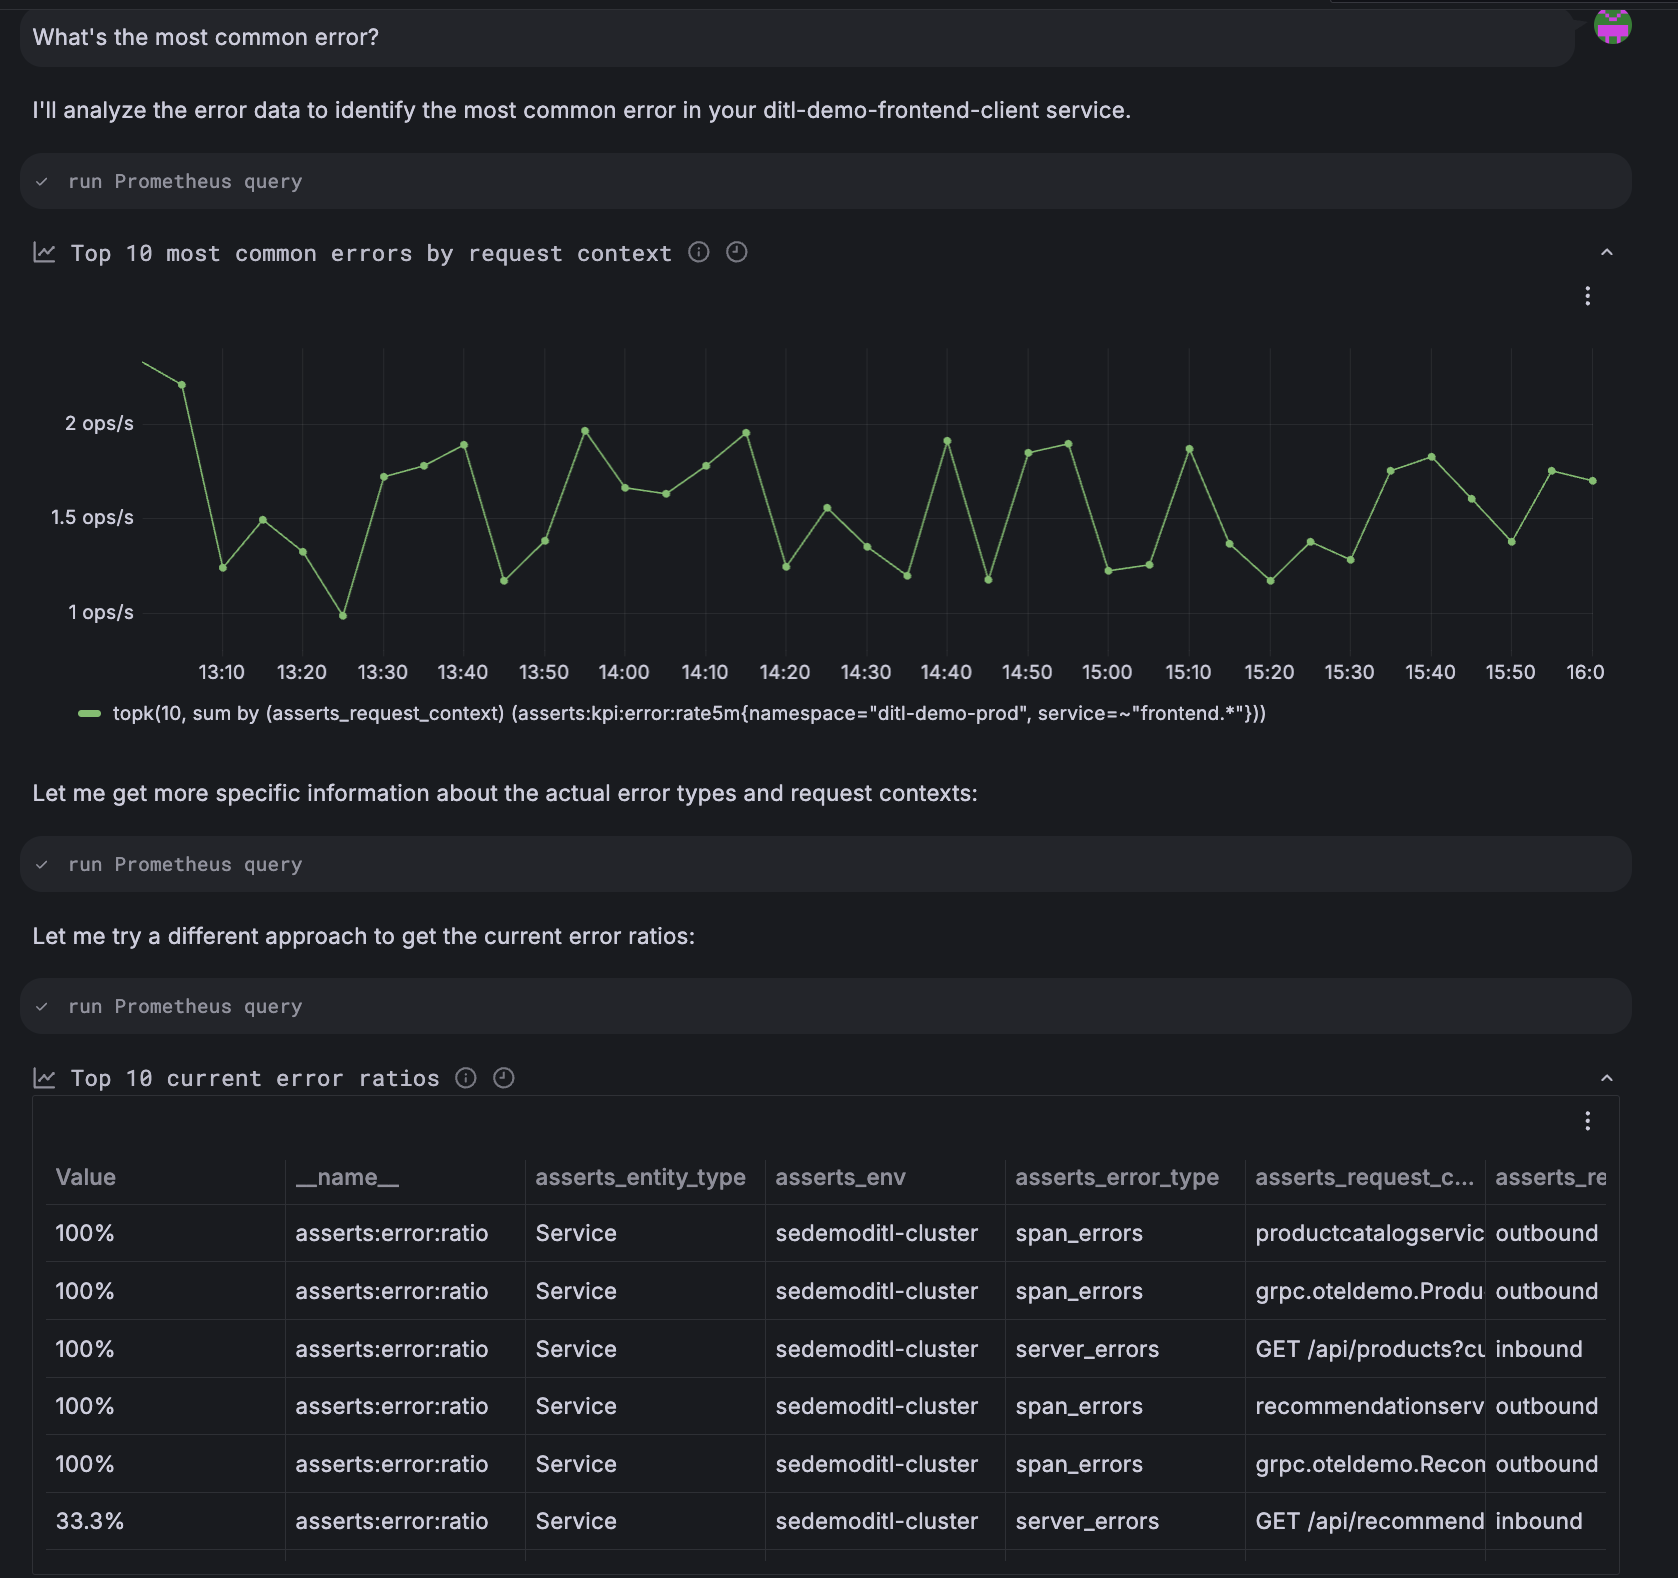 What's the most common error?
I'll analyze the error data to identify the most common error in your ditl-demo-frontend-client service.
run Prometheus query
Top 10 most common errors by request context
2 ops/s
1.5 ops/s
1 ops/s
13:10 13:20 13:30 13:40 13:50 14:00 14:10 14:20 14:30 14:40 14:50 15:00 15:10 15:20 15:30 15:40 15:50 16:0
topk(10, sum by (asserts_request_context) (asserts:kpi:error:rate5m{namespace="ditl-demo-prod", service=~"frontend.*"}))
Let me get more specific information about the actual error types and request contexts:
run Prometheus query
Let me try a different approach to get the current error ratios:
run Prometheus query
Top 10 current error ratios
Value __name__ asserts_entity_type asserts_env asserts_error_type asserts_request_c... asserts_re
100% asserts:error:ratio Service sedemoditl-cluster span_errors productcatalogservic outbound
100% asserts:error:ratio Service sedemoditl-cluster span_errors grpc.oteldemo.Produ outbound
100% asserts:error:ratio Service sedemoditl-cluster server_errors GET /api/products?cu inbound
100% asserts:error:ratio Service sedemoditl-cluster span_errors recommendationserv outbound
100% asserts:error:ratio Service sedemoditl-cluster span_errors grpc.oteldemo.Recom outbound
33.3% asserts:error:ratio Service sedemoditl-cluster server_errors GET /api/recommend inbound